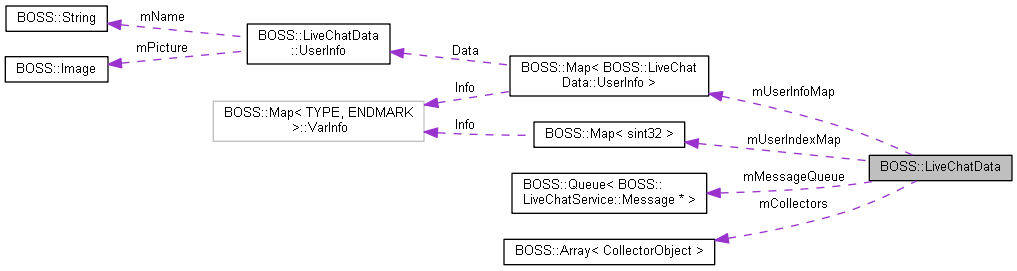 BOSS::String
mName
BOSS::LiveChatData
::UserInfo
mPicture
BOSS::Image
Data
BOSS::Map< BOSS::LiveChat
Data::UserInfo >
Info
BOSS::Map< TYPE, ENDMARK
>::VarInfo
Info
BOSS::Map< sint32 >
mUserInfoMap
mUserIndexMap
BOSS::LiveChatData
mMessageQueue
BOSS::Queue< BOSS::
LiveChatService::Message * >
mCollectors
BOSS::Array< CollectorObject >